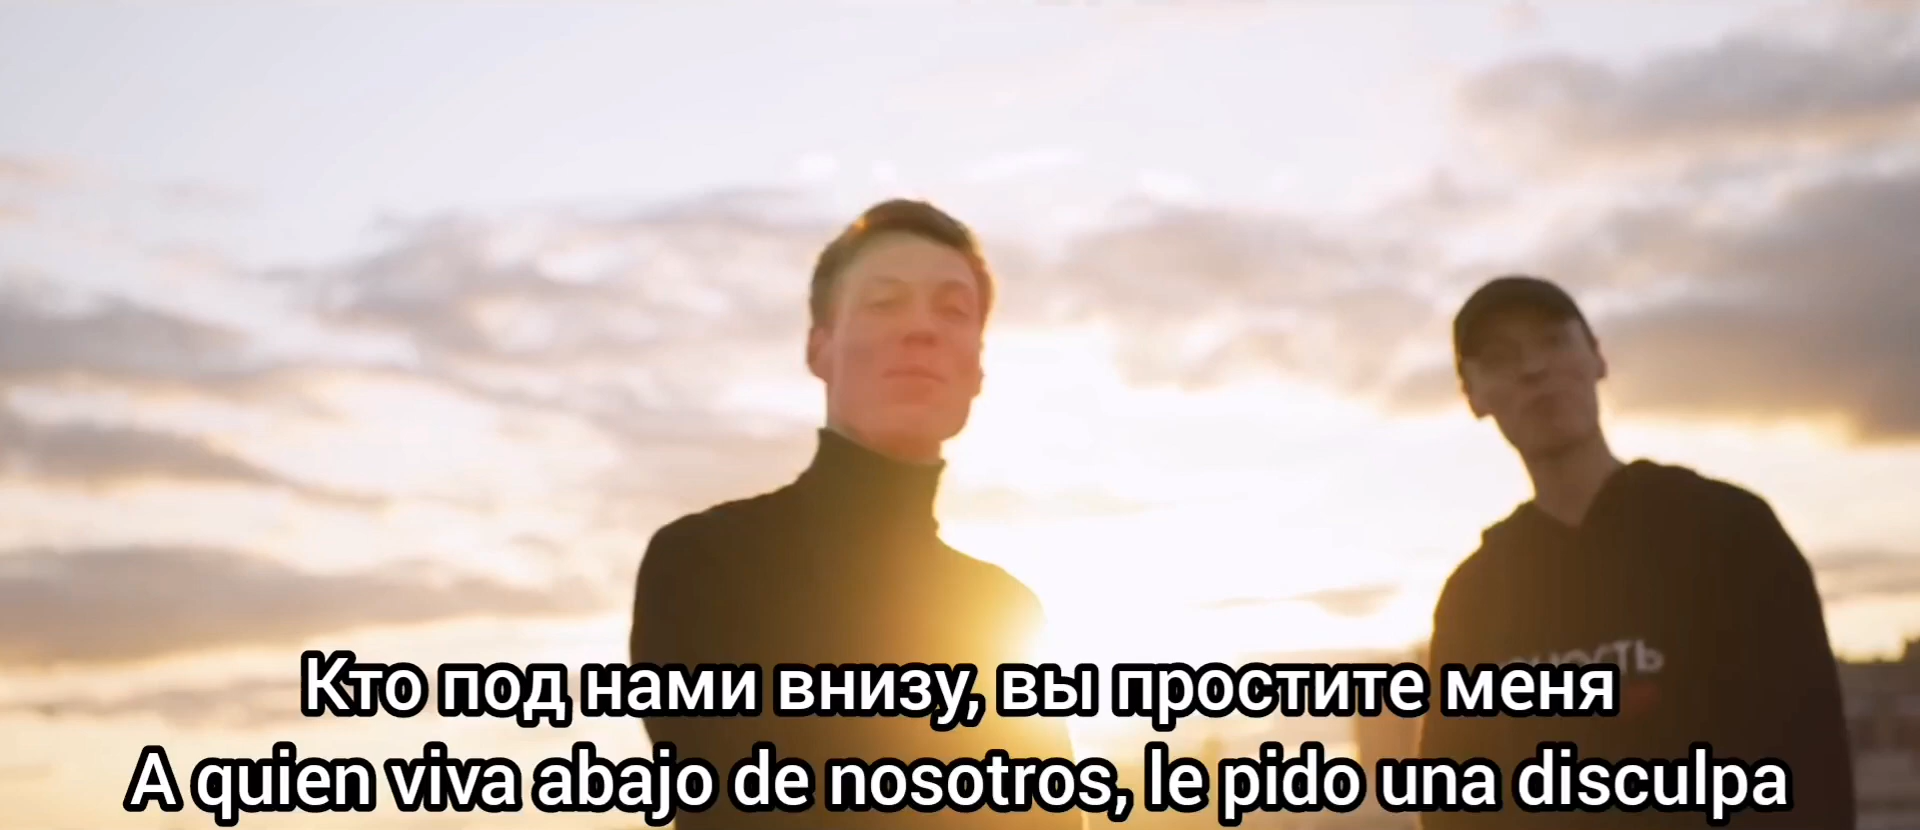 Кто под нами внизу, вы простите меня
A quien viva abajo de nosotros, le pido una disculpa